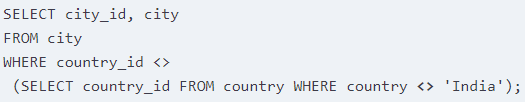 SELECT city_id, city
FROM city
WHERE country_id <>
(SELECT country_id FROM country WHERE country <> 'India');